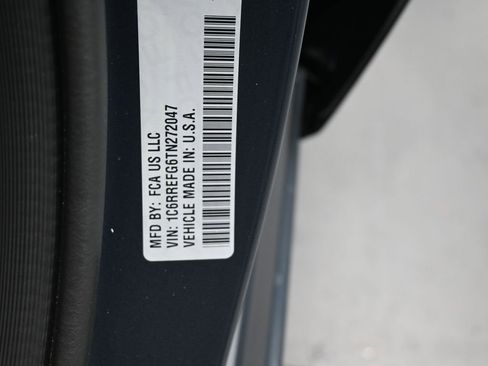 MFD BY: FCA US LLC
VIN: 1C6RREFG6TN272047
VEHICLE MADE IN: U.S.A.